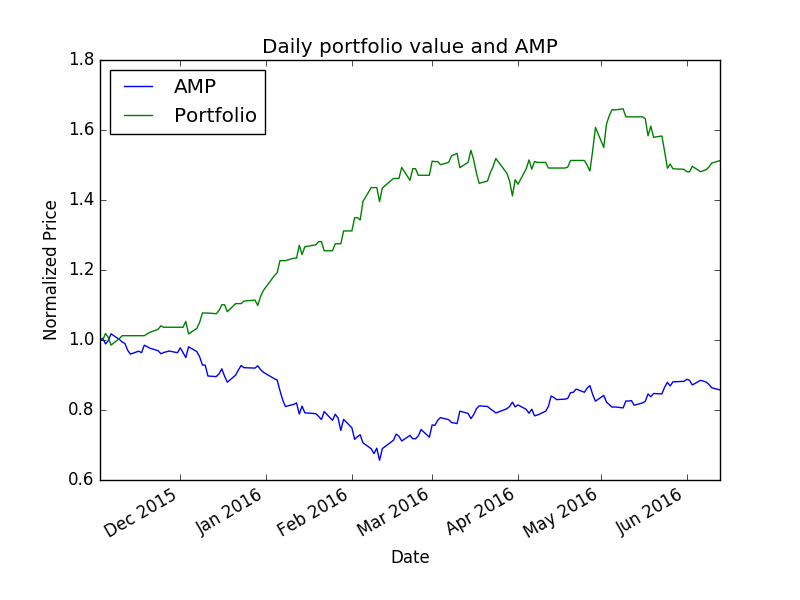 Daily portfolio value and AMP
AMP
Portfolio
1.8
1.6
1.4
1.2
1.0
0.8
0.6
Normalized Price
Dec 2015
Jan 2016
Feb 2016
Mar 2016
Apr 2016
May 2016
Jun 2016
Date